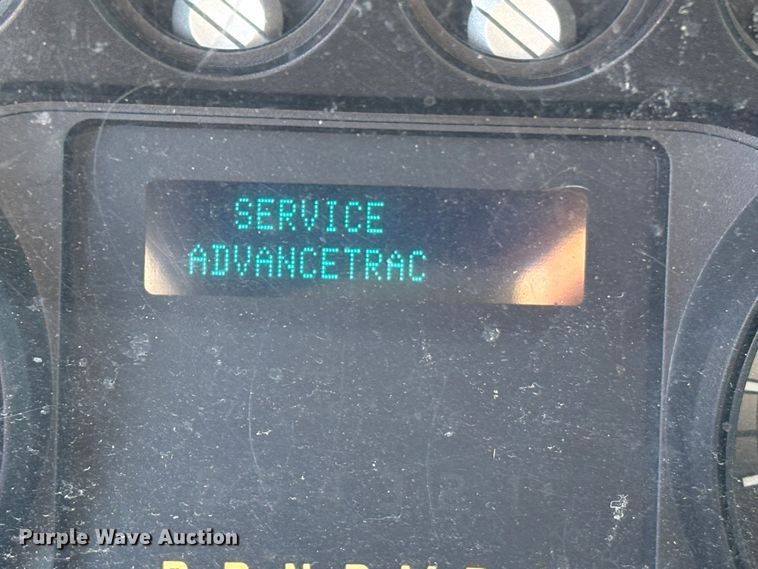 SERVICE
ADVANCETRAC
Purple Wave Auction